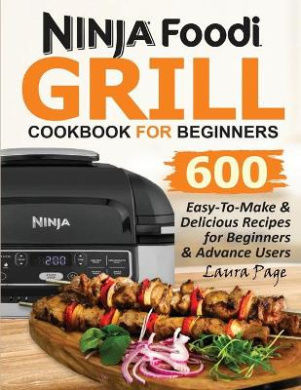 NINJA Foodi
GRILL
COOKBOOK FOR BEGINNERS
600
Easy-To-Make &
Delicious Recipes
for Beginners
& Advance Users
Laura Page
NINJA
200